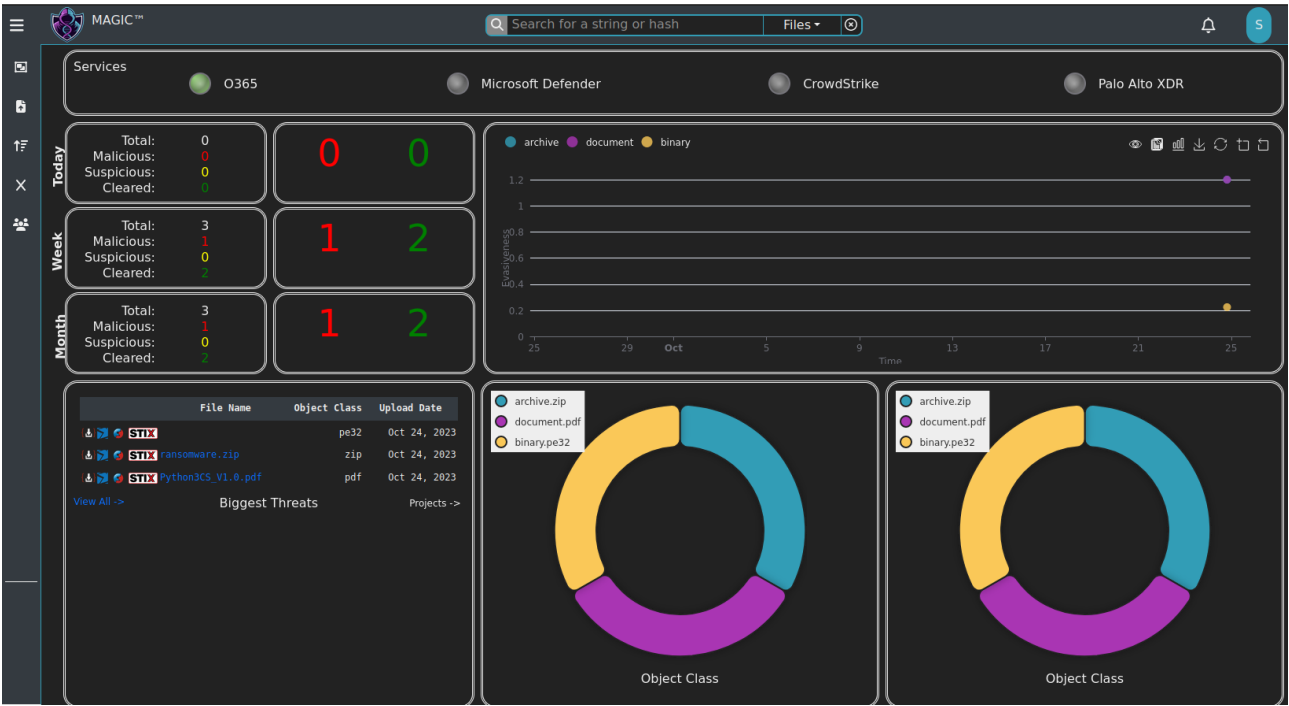 MAGIC™
Search for a string or hash
Files
S
Services
O365
Microsoft Defender
CrowdStrike
Palo Alto XDR
Today
Total: 0
Malicious: 0
Suspicious: 0
Cleared: 0
0 0
Week
Total: 3
Malicious: 1
Suspicious: 0
Cleared: 2
1 2
Month
Total: 3
Malicious: 1
Suspicious: 0
Cleared: 2
1 2
archive document binary
Evasiveness
1.2
1
0.8
0.6
0.4
0.2
0
25 29 Oct 5 9 13 17 21 25
Time
File Name Object Class Upload Date
STIX pe32 Oct 24, 2023
STIX ransomware.zip zip Oct 24, 2023
STIX Python3CS_V1.0.pdf pdf Oct 24, 2023
View All -> Biggest Threats Projects ->
archive.zip
document.pdf
binary.pe32
Object Class
archive.zip
document.pdf
binary.pe32
Object Class